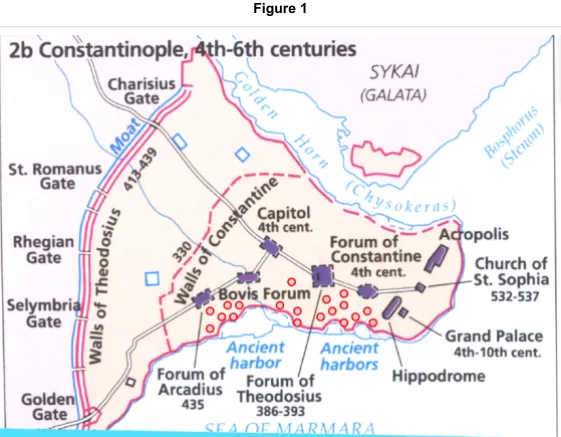 Figure 1
2b Constantinople, 4th-6th centuries
SYKAI
(GALATA)
Charisius
Gate
Golden
Horn
(Chysokeras)
Bosphorus
(Stenon)
Moat
413-439
St. Romanus
Gate
Walls of Theodosius
330
Walls of Constantine
Capitol
4th cent.
Forum of
Constantine
4th cent.
Acropolis
Church of
St. Sophia
532-537
Rhegian
Gate
Selymbria
Gate
Bovis Forum
Grand Palace
4th-10th cent.
Hippodrome
Ancient
harbor
Ancient
harbors
Forum of
Arcadius
435
Forum of
Theodosius
386-393
Golden
Gate
SEA OF MARMARA